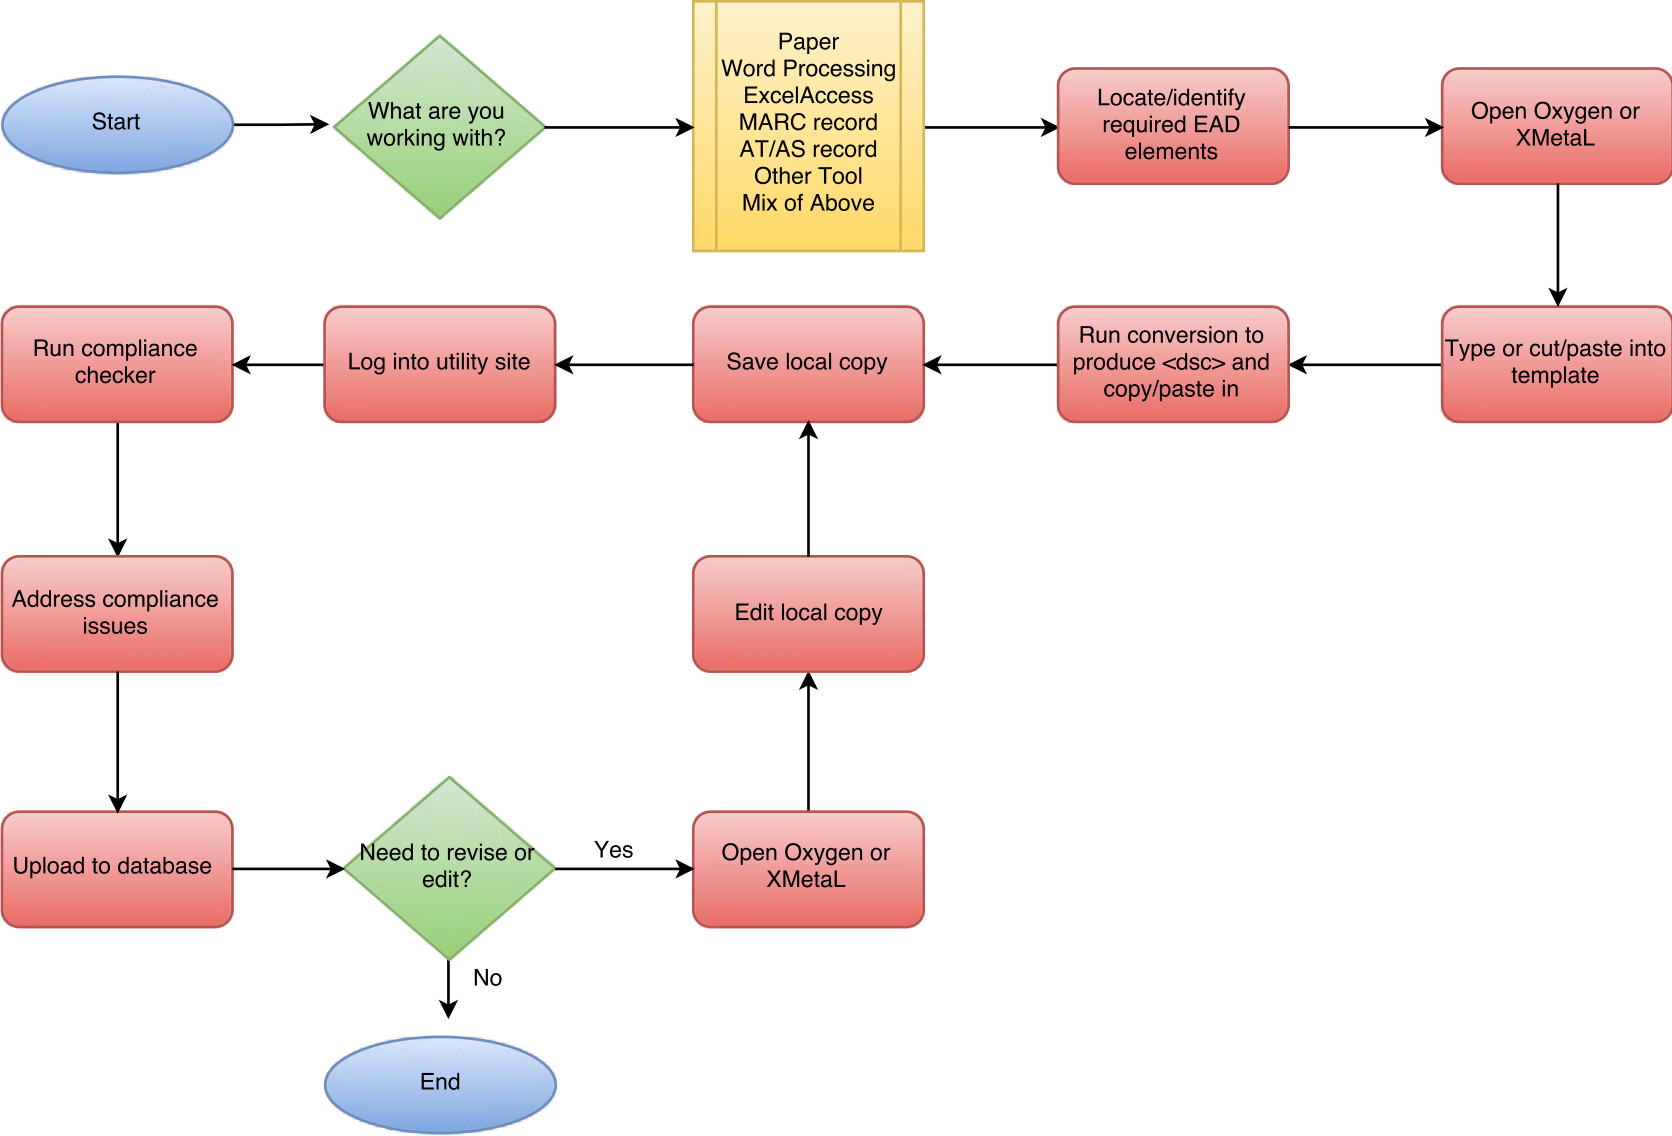 Start
What are you
working with?
Paper
Word Processing
ExcelAccess
MARC record
AT/AS record
Other Tool
Mix of Above
Locate/identify
required EAD
elements
Open Oxygen or
XMetaL
Type or cut/paste into
template
Run conversion to
produce <dsc> and
copy/paste in
Save local copy
Log into utility site
Run compliance
checker
Address compliance
issues
Upload to database
Need to revise or
edit?
Yes
Open Oxygen or
XMetaL
Edit local copy
No
End